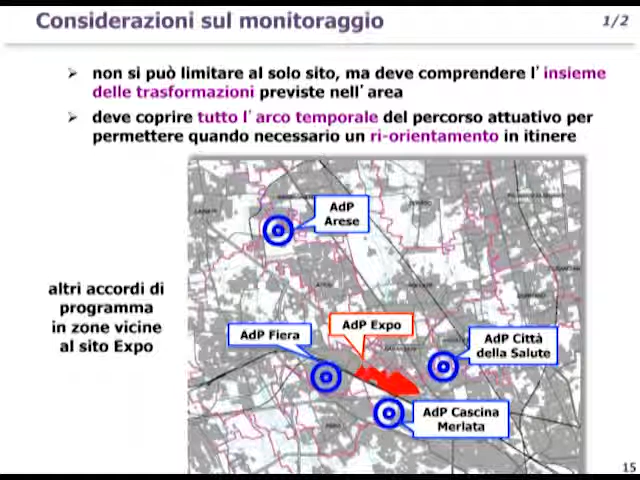 Considerazioni sul monitoraggio
1/2
non si può limitare al solo sito, ma deve comprendere l'insieme
delle trasformazioni previste nell'area
deve coprire tutto l'arco temporale del percorso attuativo per
permettere quando necessario un ri-orientamento in itinere
AdP
Arese
altri accordi di
programma
in zone vicine
al sito Expo
AdP Fiera
AdP Expo
AdP Città
della Salute
AdP Cascina
Merlata
15